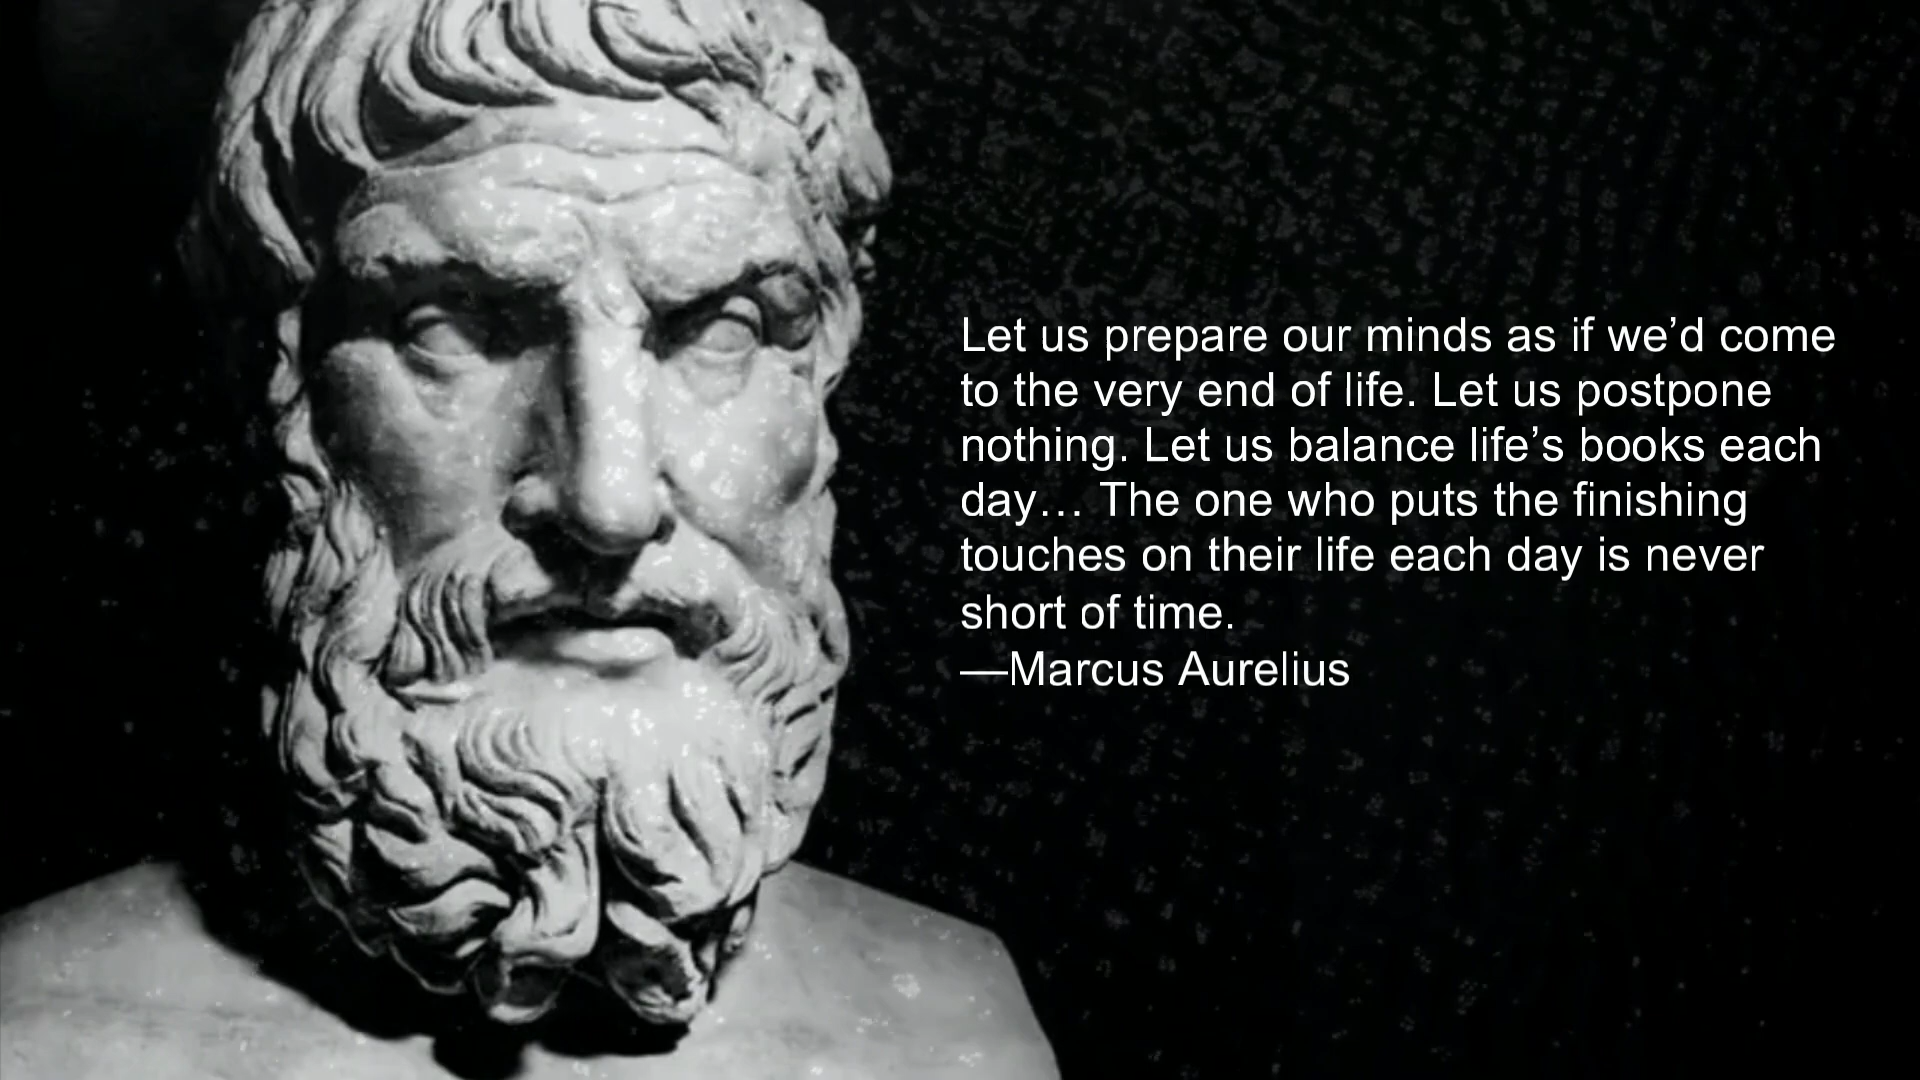 Let us prepare our minds as if we’d come
to the very end of life. Let us postpone
nothing. Let us balance life’s books each
day… The one who puts the finishing
touches on their life each day is never
short of time.
—Marcus Aurelius